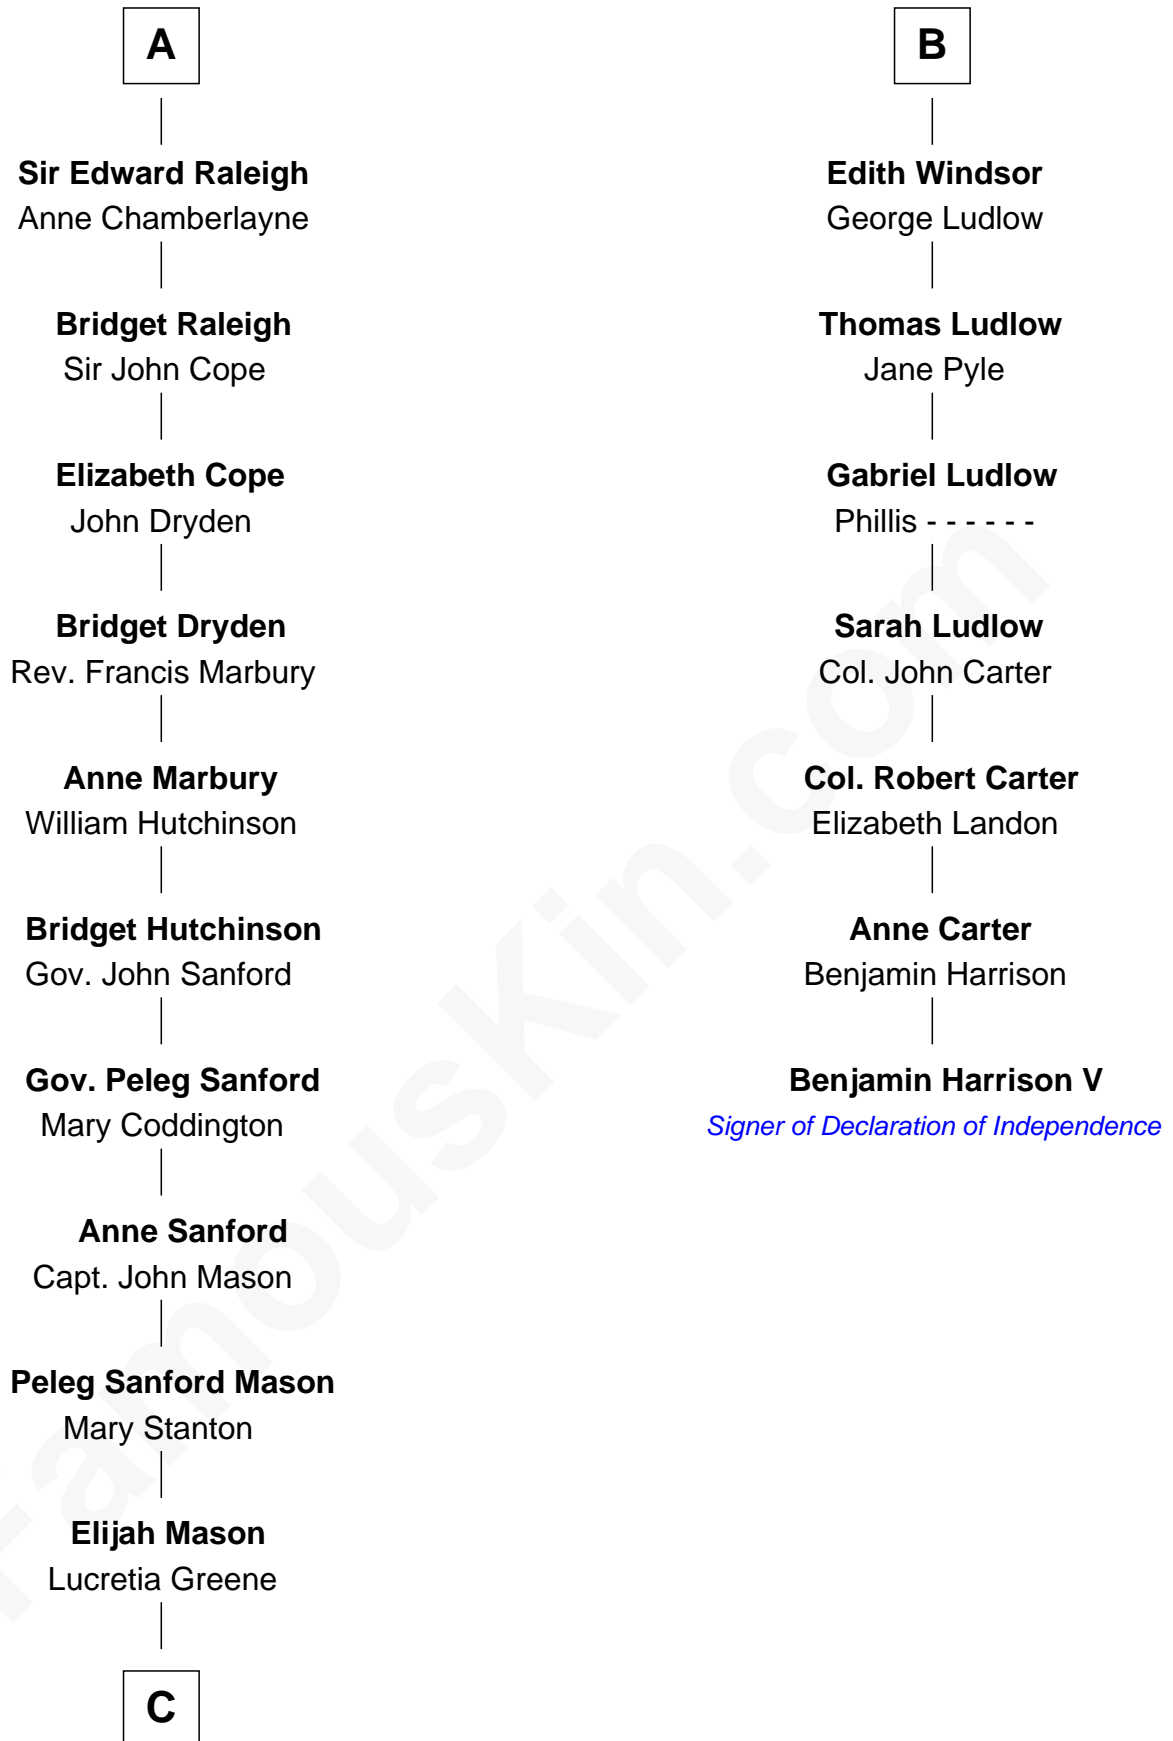 A
Sir Edward Raleigh
Anne Chamberlayne
Bridget Raleigh
Sir John Cope
Elizabeth Cope
John Dryden
Bridget Dryden
Rev. Francis Marbury
Anne Marbury
William Hutchinson
Bridget Hutchinson
Gov. John Sanford
Gov. Peleg Sanford
Mary Coddington
Anne Sanford
Capt. John Mason
Peleg Sanford Mason
Mary Stanton
Elijah Mason
Lucretia Greene
C
B
Edith Windsor
George Ludlow
Thomas Ludlow
Jane Pyle
Gabriel Ludlow
Phillis - - - - - -
Sarah Ludlow
Col. John Carter
Col. Robert Carter
Elizabeth Landon
Anne Carter
Benjamin Harrison
Benjamin Harrison V
Signer of Declaration of Independence
FamousKin.com